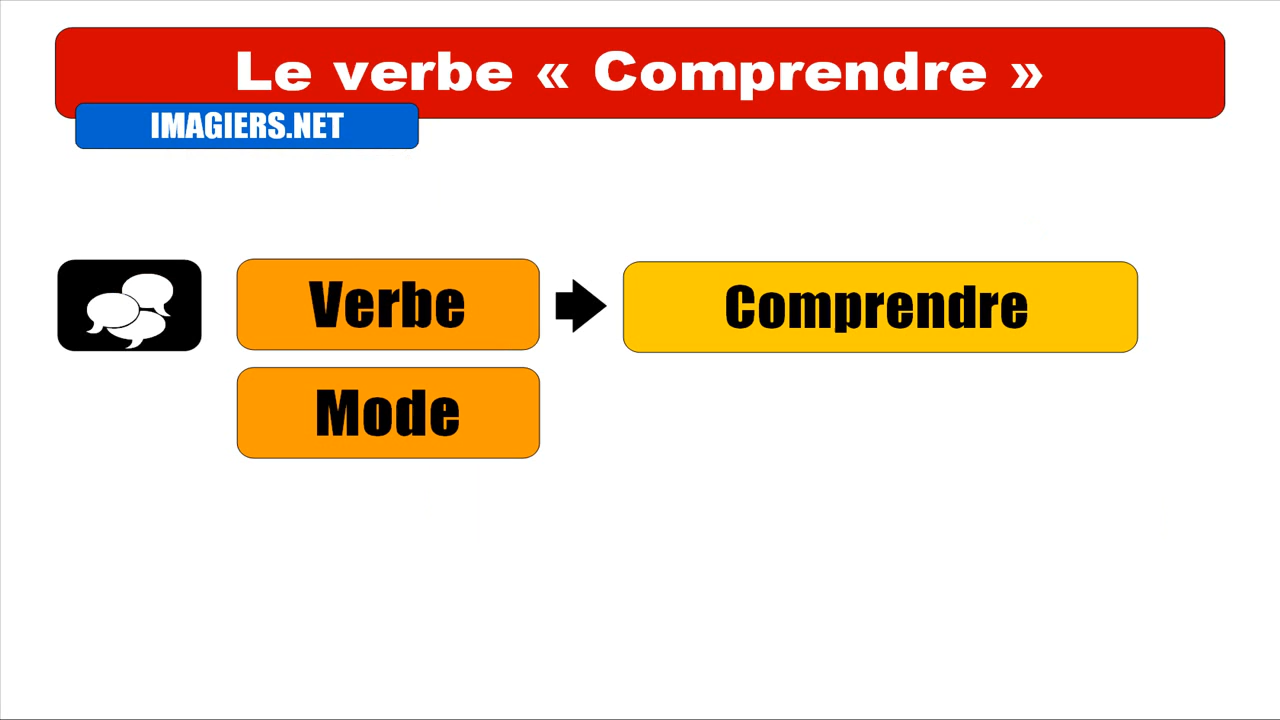 Le verbe « Comprendre »
IMAGIERS.NET
Verbe
Comprendre
Mode